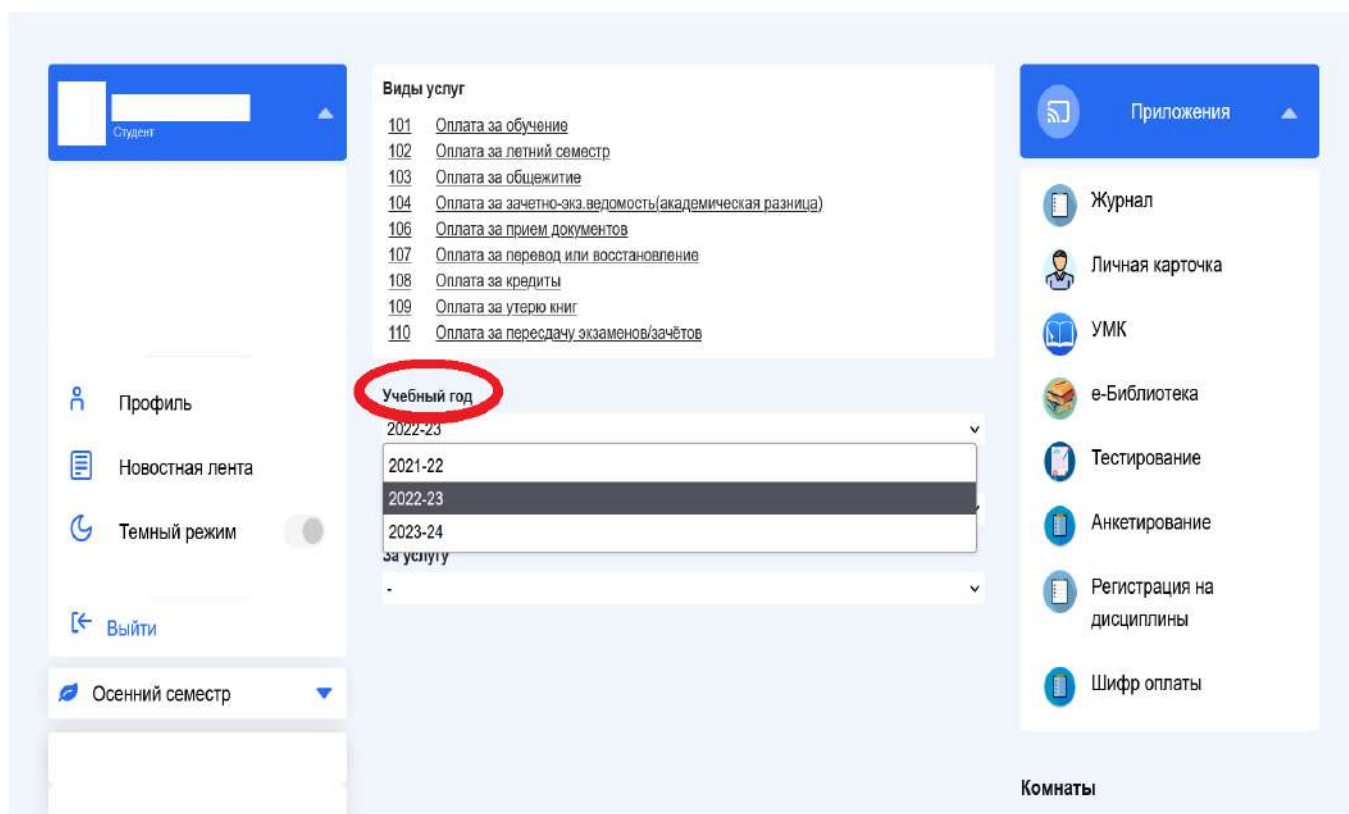 Студент
Профиль
Новостная лента
Темный режим
Выйти
Осенний семестр
Виды услуг
101 Оплата за обучение
102 Оплата за летний семестр
103 Оплата за общежитие
104 Оплата за зачетно-экз.ведомость(академическая разница)
106 Оплата за прием документов
107 Оплата за перевод или восстановление
108 Оплата за кредиты
109 Оплата за утерю книг
110 Оплата за пересдачу экзаменов/зачётов
Учебный год
2022-23
2021-22
2022-23
2023-24
За услугу
-
Приложения
Журнал
Личная карточка
УМК
е-Библиотека
Тестирование
Анкетирование
Регистрация на
дисциплины
Шифр оплаты
Комнаты